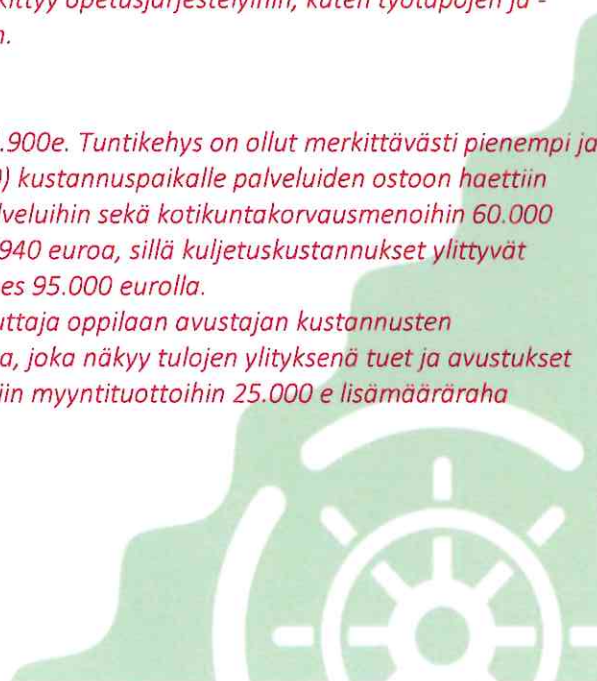 kittyy opetusjärjestelyihin, kuten työtapojen ja -
n.
.900e. Tuntikehys on ollut merkittävästi pienempi ja
) kustannuspaikalle palveluiden ostoon haettiin
lveluihin sekä kotikuntakorvausmenoihin 60.000
940 euroa, sillä kuljetuskustannukset ylittyvät
es 95.000 eurolla.
uttaja oppilaan avustajan kustannusten
a, joka näkyy tulojen ylityksenä tuet ja avustukset
iin myyntituottoihin 25.000 e lisämääräraha